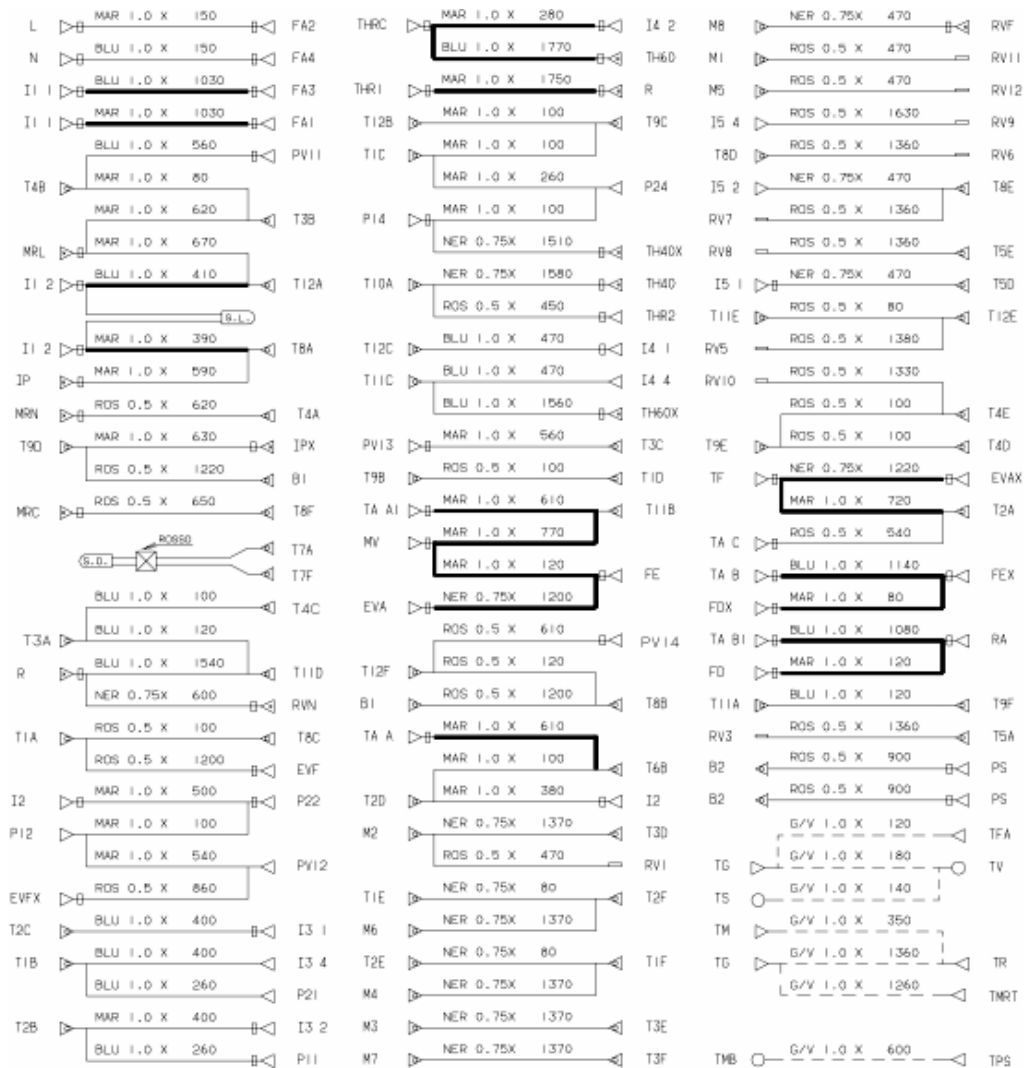 L MAR 1.0 X 150 FA2
N BLU 1.0 X 150 FA4
I1 1 BLU 1.0 X 1030 FA3
I1 1 MAR 1.0 X 1030 FA1
BLU 1.0 X 560 PV11
T4B MAR 1.0 X 80
MAR 1.0 X 620 T3B
MRL MAR 1.0 X 670
I1 2 BLU 1.0 X 410 T12A
S.L.
I1 2 MAR 1.0 X 390 T8A
IP MAR 1.0 X 590
MRN ROS 0.5 X 620 T4A
T9D MAR 1.0 X 630 IPX
ROS 0.5 X 1220 B1
MRC ROS 0.5 X 650 T8F
ROSSO T7A
S.O.
T7F
BLU 1.0 X 100 T4C
T3A BLU 1.0 X 120
R BLU 1.0 X 1540 T11D
NER 0.75X 600 RVN
T1A ROS 0.5 X 100 T8C
ROS 0.5 X 1200 EVF
I2 MAR 1.0 X 500 P22
P12 MAR 1.0 X 100
MAR 1.0 X 540 PV12
EVFX ROS 0.5 X 860
T2C BLU 1.0 X 400 I3 1
T1B BLU 1.0 X 400 I3 4
BLU 1.0 X 260 P21
T2B MAR 1.0 X 400 I3 2
BLU 1.0 X 260 P11
THRC MAR 1.0 X 280 I4 2
BLU 1.0 X 1770 TH60
THR1 MAR 1.0 X 1750 R
T12B MAR 1.0 X 100 T9C
T1C MAR 1.0 X 100
MAR 1.0 X 260 P24
P14 MAR 1.0 X 100
NER 0.75X 1510 TH40X
T10A NER 0.75X 1580 TH40
ROS 0.5 X 450 THR2
T12C BLU 1.0 X 470 I4 1
T11C BLU 1.0 X 470 I4 4
BLU 1.0 X 1560 TH60X
PV13 MAR 1.0 X 560 T3C
T9B ROS 0.5 X 100 T1D
TA A1 MAR 1.0 X 610 T11B
MV MAR 1.0 X 770
MAR 1.0 X 120 FE
EVA NER 0.75X 1200
ROS 0.5 X 610 PV14
T12F ROS 0.5 X 120
B1 ROS 0.5 X 1200 T8B
TA A MAR 1.0 X 610
MAR 1.0 X 100 T6B
T2D MAR 1.0 X 380 I2
M2 NER 0.75X 1370 T3D
ROS 0.5 X 470 RV1
T1E NER 0.75X 80 T2F
M6 NER 0.75X 1370
T2E NER 0.75X 80 T1F
M4 NER 0.75X 1370
M3 NER 0.75X 1370 T3E
M7 NER 0.75X 1370 T3F
M8 NER 0.75X 470 RVF
M1 ROS 0.5 X 470 RV11
M5 ROS 0.5 X 470 RV12
I5 4 ROS 0.5 X 1630 RV9
T8D ROS 0.5 X 1360 RV6
I5 2 NER 0.75X 470 T8E
RV7 ROS 0.5 X 1360
RV8 ROS 0.5 X 1360 T5E
I5 1 NER 0.75X 470 T5D
T11E ROS 0.5 X 80 T12E
RV5 ROS 0.5 X 1380
RV10 ROS 0.5 X 1330
ROS 0.5 X 100 T4E
T9E ROS 0.5 X 100 T4D
TF NER 0.75X 1220 EVAX
MAR 1.0 X 720 T2A
TA C ROS 0.5 X 540
TA B BLU 1.0 X 1140 FEX
FDX MAR 1.0 X 80
TA B1 BLU 1.0 X 1080 RA
FD MAR 1.0 X 120
T11A BLU 1.0 X 120 T9F
RV3 ROS 0.5 X 1360 T5A
B2 ROS 0.5 X 900 PS
B2 ROS 0.5 X 900 PS
G/V 1.0 X 120 TFA
TG G/V 1.0 X 180 TV
TS G/V 1.0 X 140
TM G/V 1.0 X 350
TG G/V 1.0 X 1360 TR
G/V 1.0 X 1260 TMRT
TMB G/V 1.0 X 600 TPS